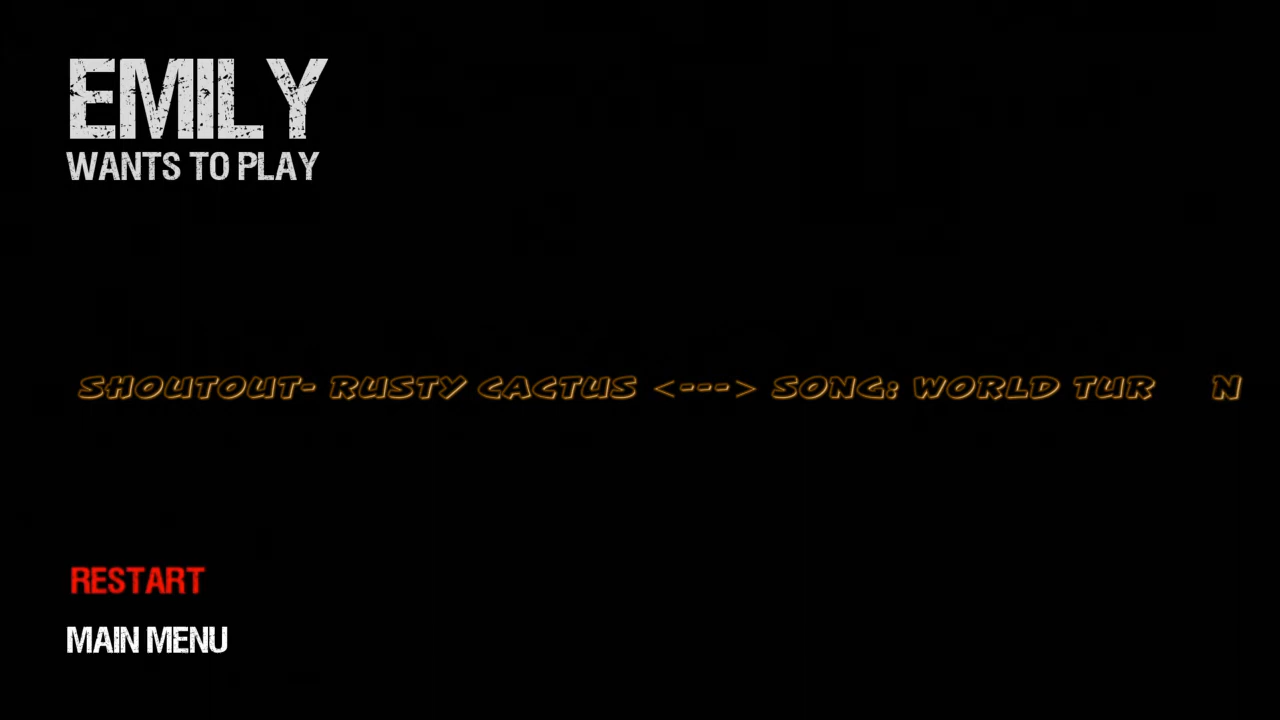 EMILY
WANTS TO PLAY
SHOUTOUT- RUSTY CACTUS <---> SONG: WORLD TUR N
RESTART
MAIN MENU